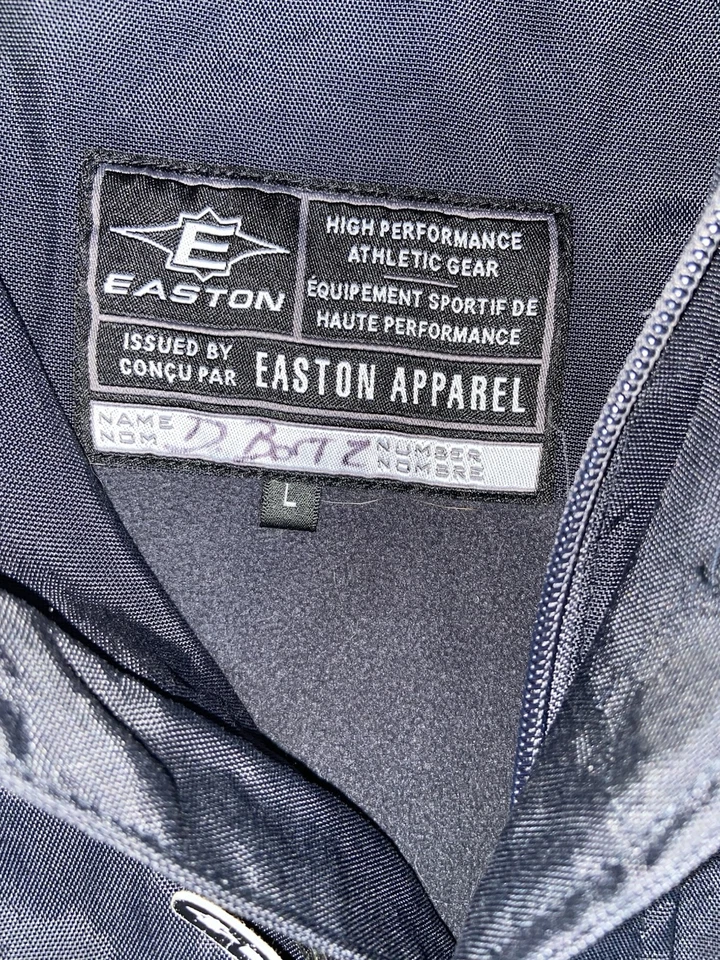 E
EASTON
HIGH PERFORMANCE
ATHLETIC GEAR
ÉQUIPEMENT SPORTIF DE
HAUTE PERFORMANCE
ISSUED BY
CONÇU PAR
EASTON APPAREL
NAME
NOM
D. Bortz
NUMBER
NOMBRE
L